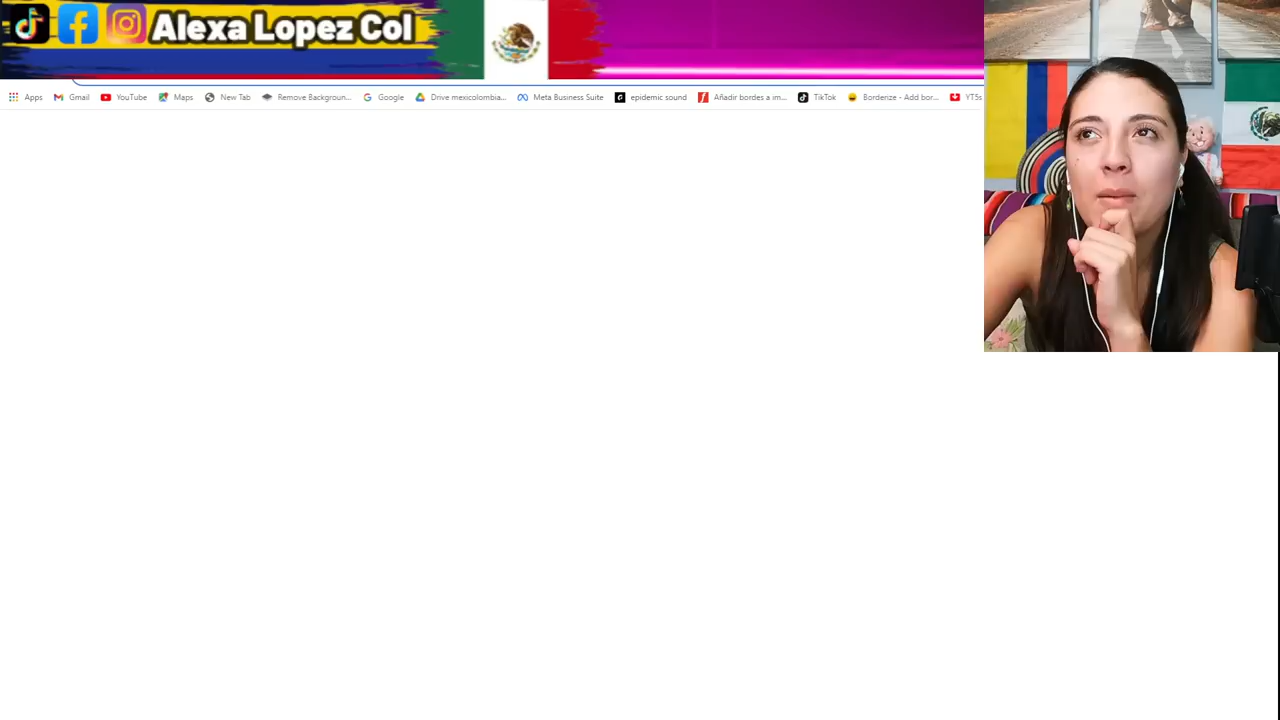 Alexa Lopez Col
Apps Gmail YouTube Maps New Tab Remove Backgroun... Google Drive mexicolombia... Meta Business Suite epidemic sound Añadir bordes a im... TikTok Borderize - Add bor... YT5s